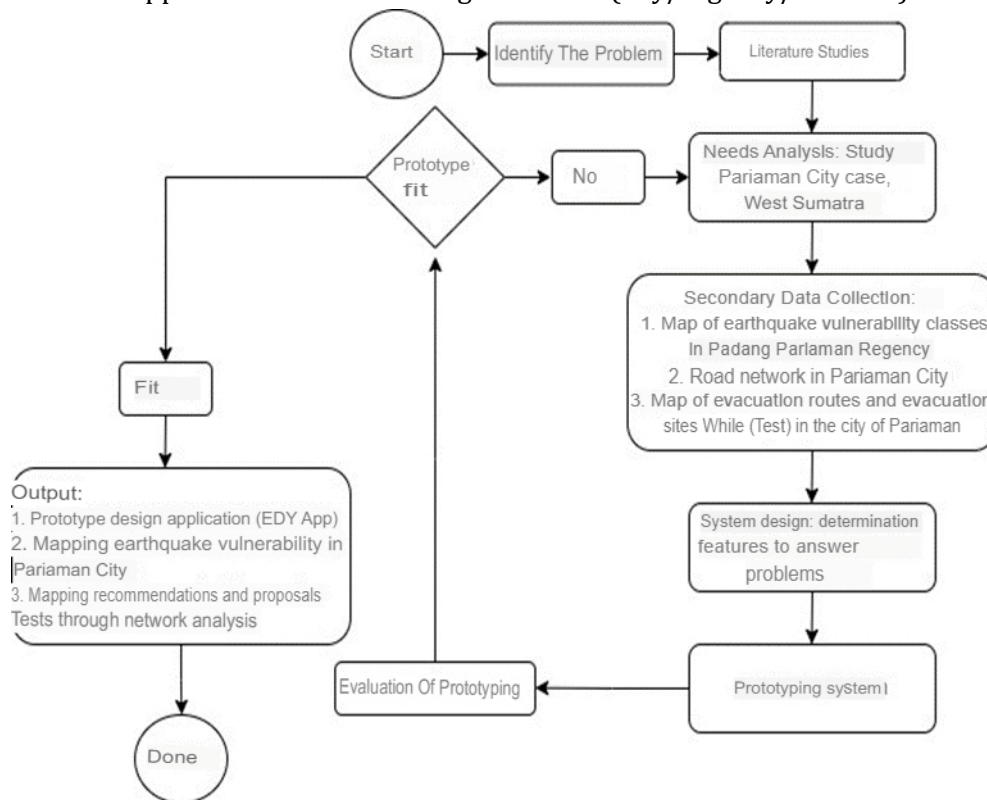 Start
Identify The Problem
Literature Studies
Needs Analysis: Study
Pariaman City case,
West Sumatra
Prototype
fit
No
Secondary Data Collection:
1. Map of earthquake vulnerability classes
In Padang Pariaman Regency
2. Road network in Pariaman City
3. Map of evacuation routes and evacuation
sites While (Test) in the city of Pariaman
Fit
Output:
1. Prototype design application (EDY App)
2. Mapping earthquake vulnerability in
Pariaman City
3. Mapping recommendations and proposals
Tests through network analysis
System design: determination
features to answer
problems
Evaluation Of Prototyping
Prototyping system
Done